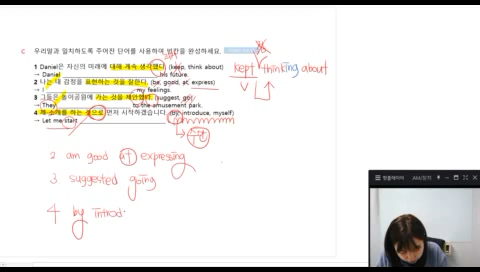 C 우리말과 일치하도록 주어진 단어를 사용하여 빈칸을 완성하세요.
1 Daniel은 자신의 미래에 대해 계속 생각했다. (keep, think about)
→ Daniel his future.
kept thinking about
2 나는 내 감정을 표현하는 것을 잘한다. (be, good, at, express)
→ I my feelings.
3 그들은 놀이공원에 가는 것을 제안했다. (suggest, go)
→ They to the amusement park.
4 제 소개를 하는 것으로 먼저 시작하겠습니다. (by, introduce, myself)
→ Let me start
2 am good at expressing
3 suggested going
4 by introd